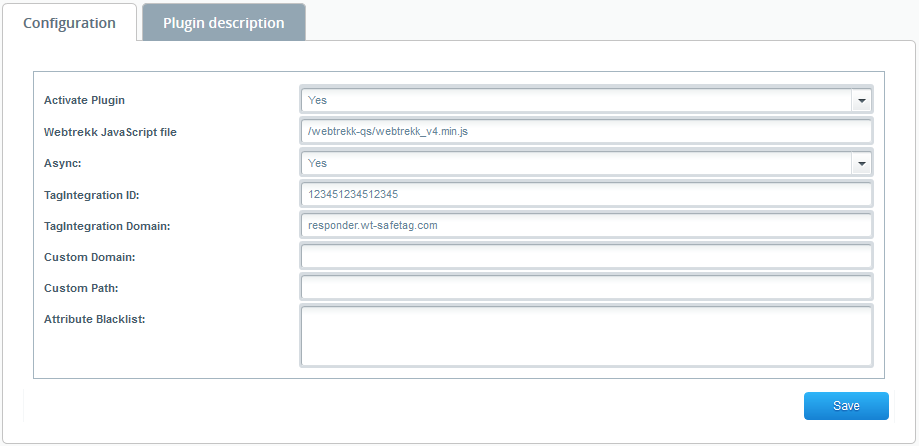 Configuration Plugin description
Activate Plugin Yes
Webtrekk JavaScript file /webtrekk-qs/webtrekk_v4.min.js
Async: Yes
TagIntegration ID: 123451234512345
TagIntegration Domain: responder.wt-safetag.com
Custom Domain:
Custom Path:
Attribute Blacklist:
Save